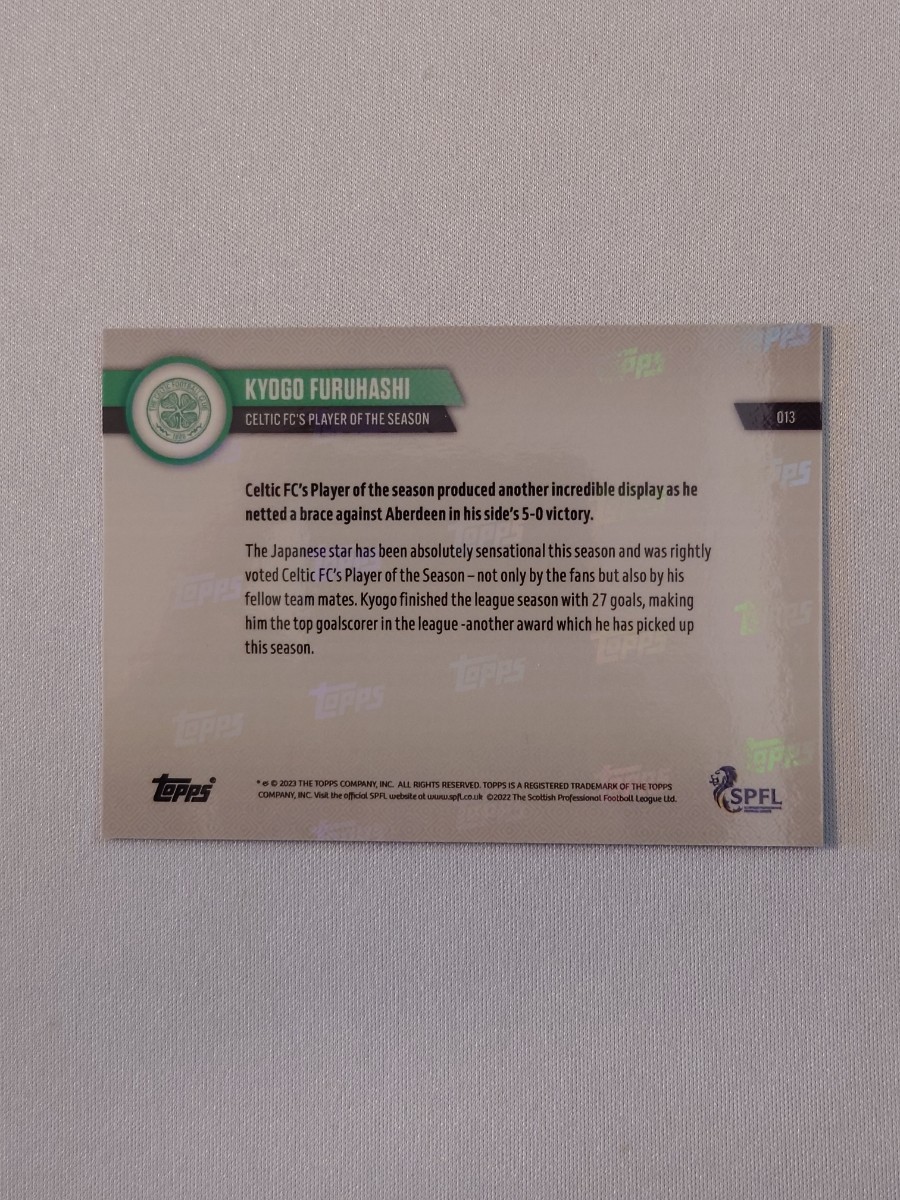 KYOGO FURUHASHI
CELTIC FC'S PLAYER OF THE SEASON
013
THE CELTIC FOOTBALL CLUB
1888
Celtic FC's Player of the season produced another incredible display as he
netted a brace against Aberdeen in his side's 5-0 victory.
The Japanese star has been absolutely sensational this season and was rightly
voted Celtic FC's Player of the Season – not only by the fans but also by his
fellow team mates. Kyogo finished the league season with 27 goals, making
him the top goalscorer in the league -another award which he has picked up
this season.
Topps
* © 2023 THE TOPPS COMPANY, INC. ALL RIGHTS RESERVED. TOPPS IS A REGISTERED TRADEMARK OF THE TOPPS
COMPANY, INC. Visit the official SPFL website at www.spfl.co.uk ©2022 The Scottish Professional Football League Ltd.
SPFL